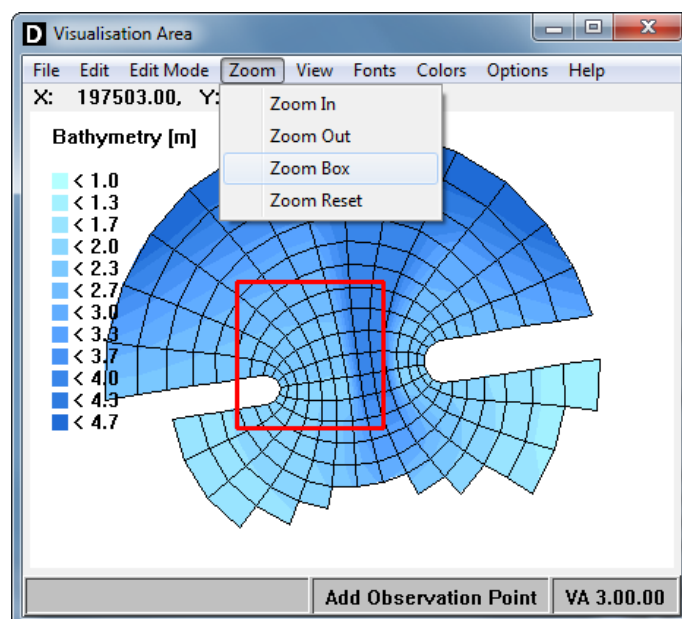 D Visualisation Area
File Edit Edit Mode Zoom View Fonts Colors Options Help
X: 197503.00, Y:
Zoom In
Zoom Out
Zoom Box
Zoom Reset
Bathymetry [m]
< 1.0
< 1.3
< 1.7
< 2.0
< 2.3
< 2.7
< 3.0
< 3.3
< 3.7
< 4.0
< 4.3
< 4.7
Add Observation Point VA 3.00.00